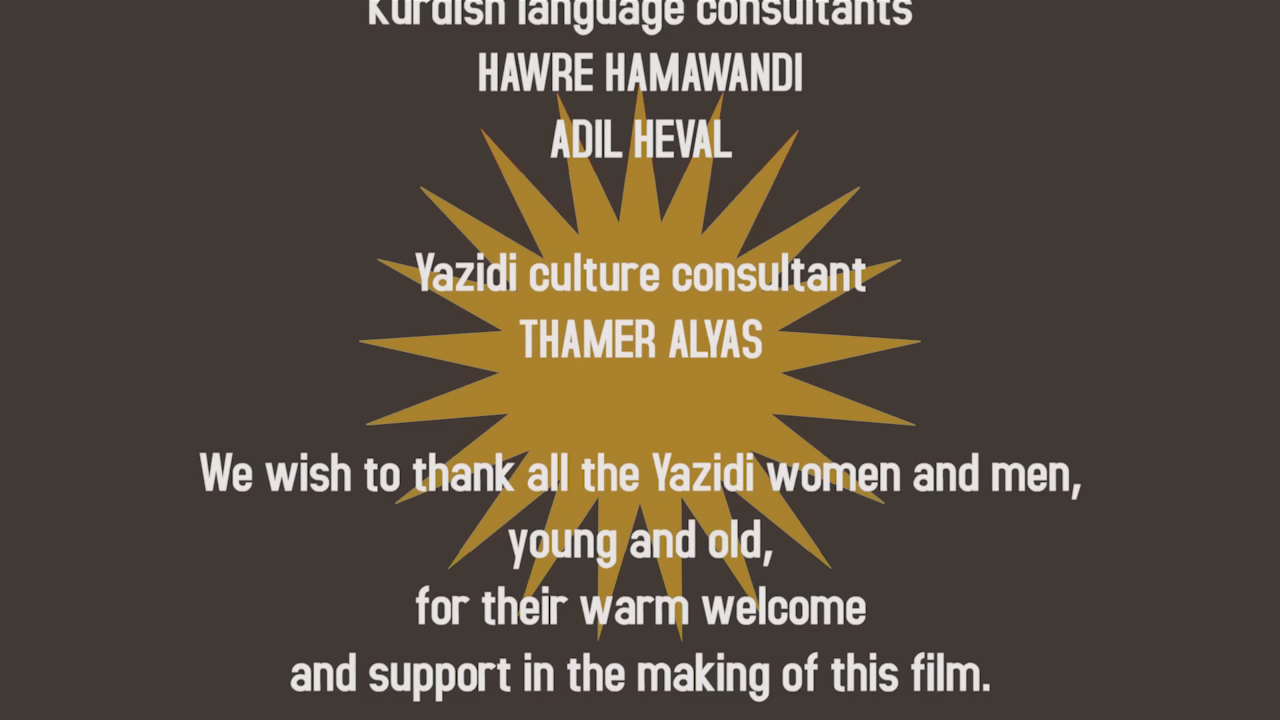 Kurdish language consultants
HAWRE HAMAWANDI
ADIL HEVAL
Yazidi culture consultant
THAMER ALYAS
We wish to thank all the Yazidi women and men,
young and old,
for their warm welcome
and support in the making of this film.